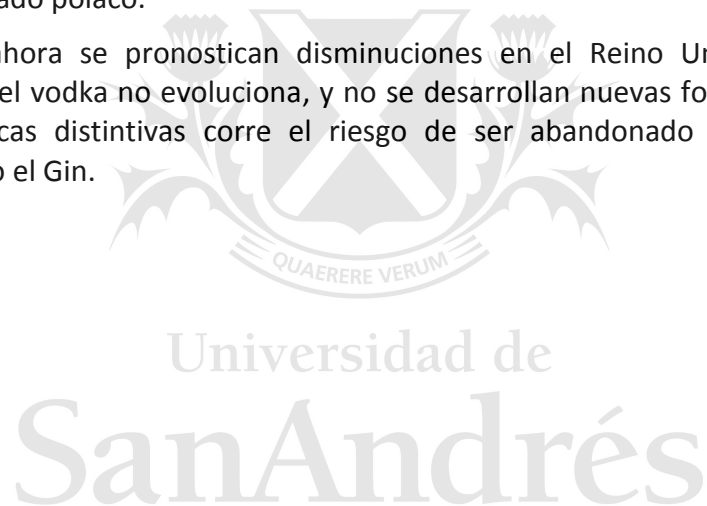 ado polaco.
ahora se pronostican disminuciones en el Reino Un
el vodka no evoluciona, y no se desarrollan nuevas fo
cas distintivas corre el riesgo de ser abandonado
o el Gin.
QUAERERE VERUM
Universidad de
SanAndrés